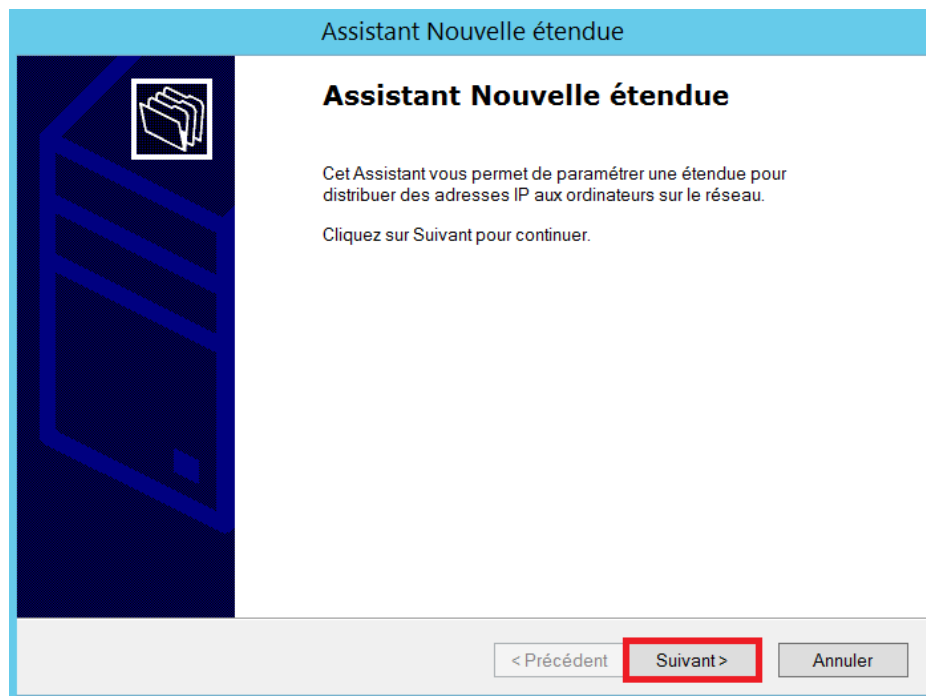 Assistant Nouvelle étendue
Assistant Nouvelle étendue
Cet Assistant vous permet de paramétrer une étendue pour
distribuer des adresses IP aux ordinateurs sur le réseau.
Cliquez sur Suivant pour continuer.
< Précédent Suivant > Annuler